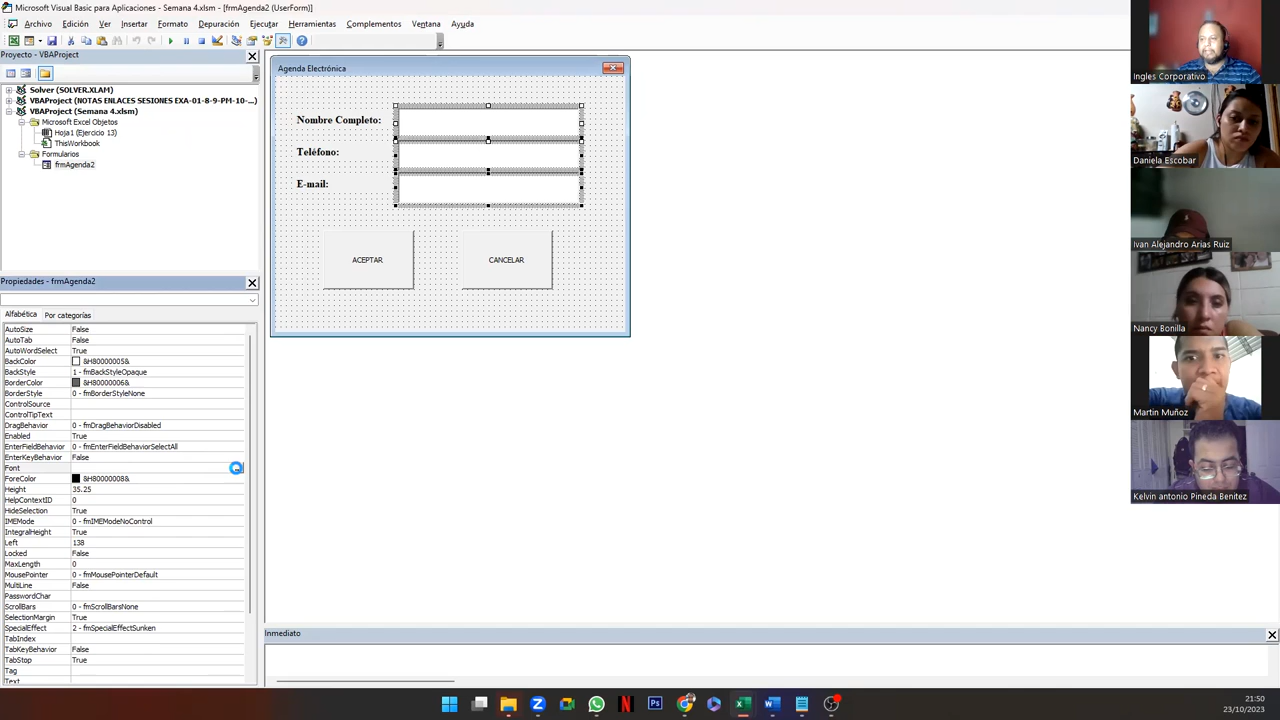 Microsoft Visual Basic para Aplicaciones - Semana 4.xlsm - [frmAgenda2 (UserForm)]
Archivo Edición Ver Insertar Formato Depuración Ejecutar Herramientas Complementos Ventana Ayuda
Proyecto - VBAProject
Solver (SOLVER.XLAM)
VBAProject (NOTAS ENLACES SESIONES EXA-01-8-9-PM-10-...)
VBAProject (Semana 4.xlsm)
Microsoft Excel Objetos
Hoja1 (Ejercicio 13)
ThisWorkbook
Formularios
frmAgenda2
Propiedades - frmAgenda2
Alfabética Por categorías
AutoSize False
AutoTab False
AutoWordSelect True
BackColor &H80000005&
BackStyle 1 - fmBackStyleOpaque
BorderColor &H80000006&
BorderStyle 0 - fmBorderStyleNone
ControlSource
ControlTipText
DragBehavior 0 - fmDragBehaviorDisabled
Enabled True
EnterFieldBehavior 0 - fmEnterFieldBehaviorSelectAll
EnterKeyBehavior False
Font
ForeColor &H80000008&
Height 35.25
HelpContextID 0
HideSelection True
IMEMode 0 - fmIMEModeNoControl
IntegralHeight True
Left 138
Locked False
MaxLength 0
MousePointer 0 - fmMousePointerDefault
MultiLine False
PasswordChar
ScrollBars 0 - fmScrollBarsNone
SelectionMargin True
SpecialEffect 2 - fmSpecialEffectSunken
TabIndex
TabKeyBehavior False
TabStop True
Tag
Text
Agenda Electrónica
Nombre Completo:
Teléfono:
E-mail:
ACEPTAR CANCELAR
Inmediato
Ingles Corporativo
Daniela Escobar
Ivan Alejandro Arias Ruiz
Nancy Bonilla
Martin Muñoz
Kelvin antonio Pineda Benitez
21:50
23/10/2023